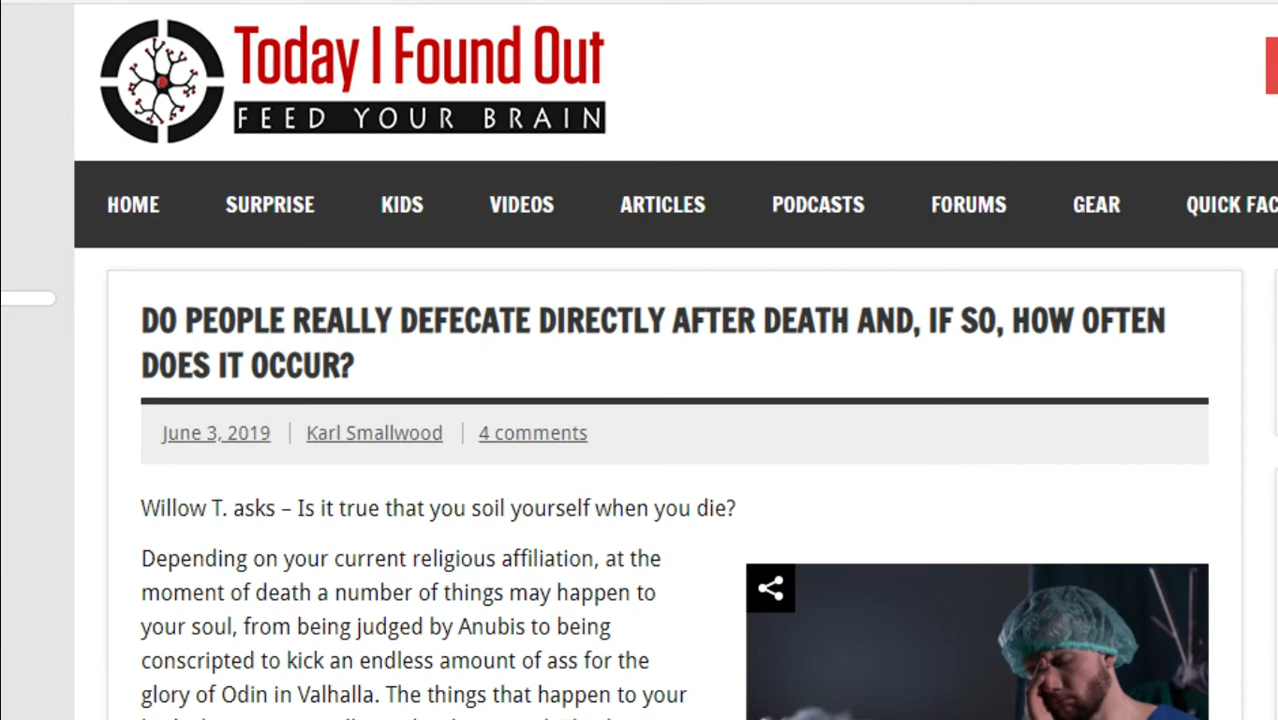 Today I Found Out
FEED YOUR BRAIN
HOME SURPRISE KIDS VIDEOS ARTICLES PODCASTS FORUMS GEAR QUICK
DO PEOPLE REALLY DEFECATE DIRECTLY AFTER DEATH AND, IF SO, HOW OFTEN
DOES IT OCCUR?
June 3, 2019 Karl Smallwood 4 comments
Willow T. asks – Is it true that you soil yourself when you die?
Depending on your current religious affiliation, at the
moment of death a number of things may happen to
your soul, from being judged by Anubis to being
conscripted to kick an endless amount of ass for the
glory of Odin in Valhalla. The things that happen to your